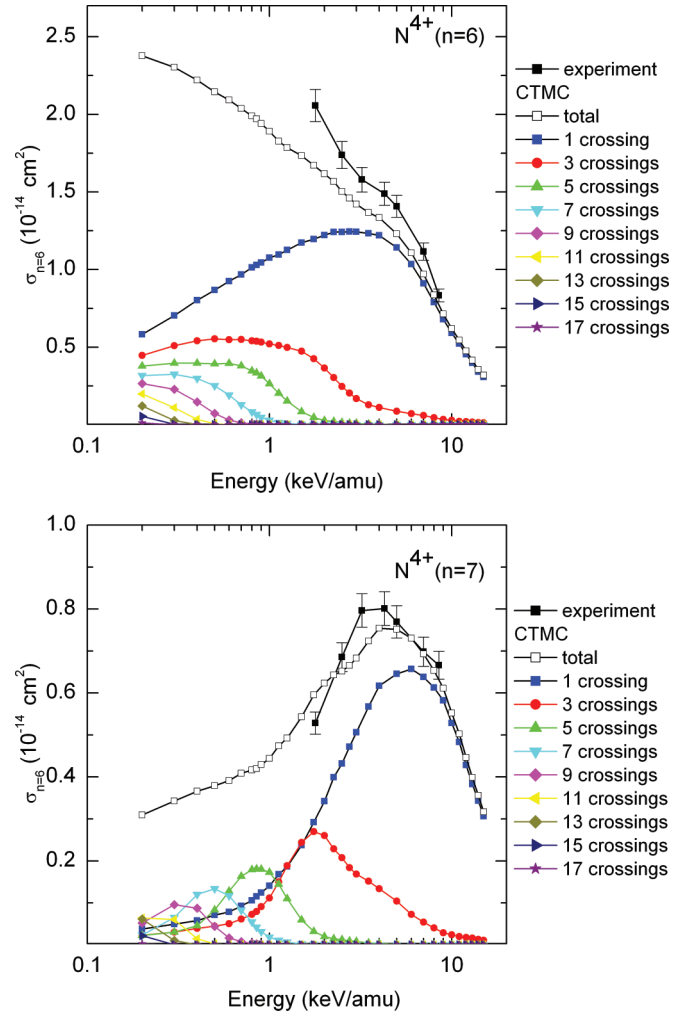 N4+(n=6)
2.5
2.0
1.5
1.0
0.5
σn=6 (10-14 cm2)
0.1
1
10
Energy (keV/amu)
experiment
CTMC
total
1 crossing
3 crossings
5 crossings
7 crossings
9 crossings
11 crossings
13 crossings
15 crossings
17 crossings
N4+(n=7)
1.0
0.8
0.6
0.4
0.2
σn=6 (10-14 cm2)
0.1
1
10
Energy (keV/amu)
experiment
CTMC
total
1 crossing
3 crossings
5 crossings
7 crossings
9 crossings
11 crossings
13 crossings
15 crossings
17 crossings